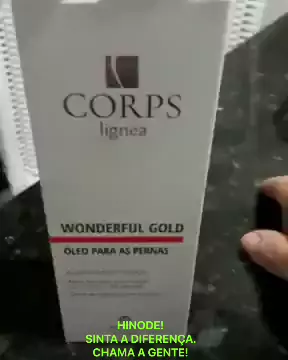 CORPS
lignea
WONDERFUL GOLD
ÓLEO PARA AS PERNAS
HINODE!
SINTA A DIFERENÇA.
CHAMA A GENTE!